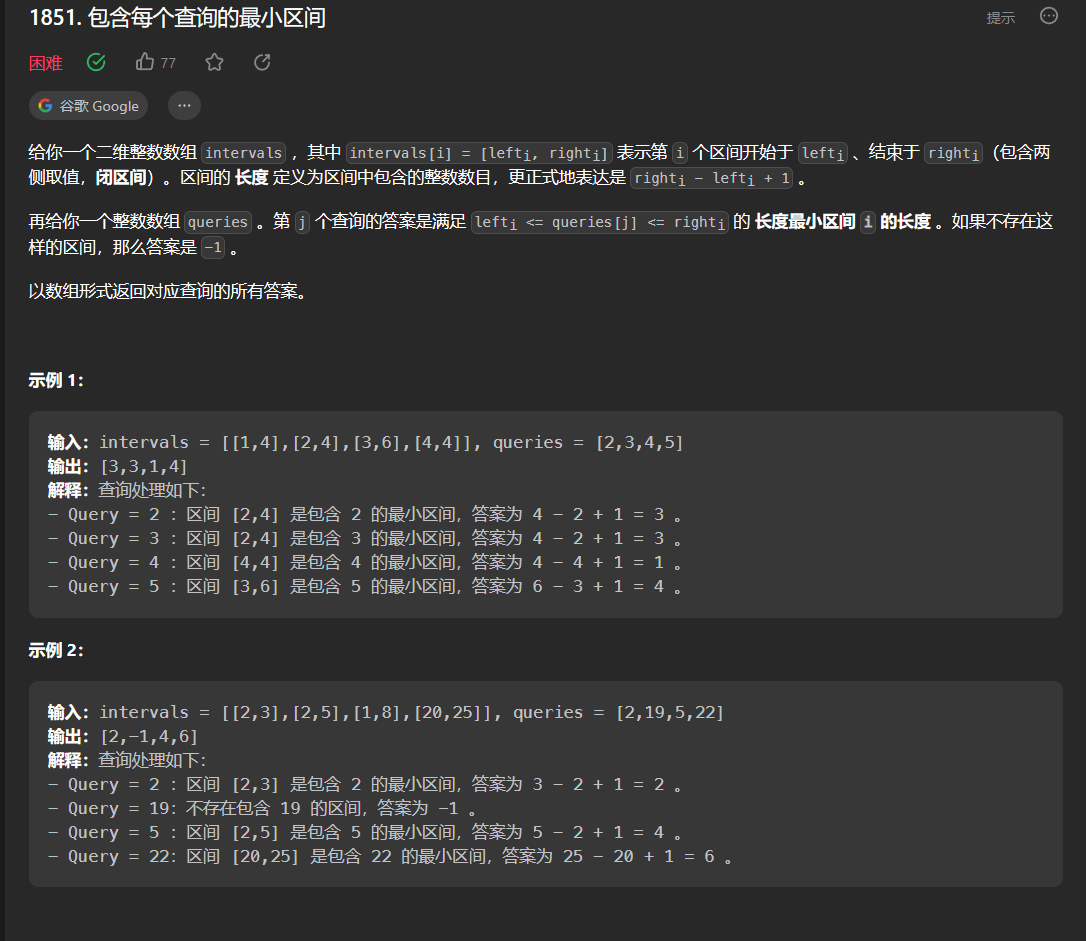 1851. 包含每个查询的最小区间
提示
困难
77
谷歌 Google
给你一个二维整数数组 intervals ，其中 intervals[i] = [lefti, righti] 表示第 i 个区间开始于 lefti 、结束于 righti（包含两
侧取值，闭区间）。区间的 长度 定义为区间中包含的整数数目，更正式地表达是 righti - lefti + 1 。
再给你一个整数数组 queries 。第 j 个查询的答案是满足 lefti <= queries[j] <= righti 的 长度最小区间 i 的长度 。如果不存在这
样的区间，那么答案是 -1 。
以数组形式返回对应查询的所有答案。
示例 1：
输入：intervals = [[1,4],[2,4],[3,6],[4,4]], queries = [2,3,4,5]
输出：[3,3,1,4]
解释：查询处理如下：
- Query = 2 ：区间 [2,4] 是包含 2 的最小区间，答案为 4 - 2 + 1 = 3 。
- Query = 3 ：区间 [2,4] 是包含 3 的最小区间，答案为 4 - 2 + 1 = 3 。
- Query = 4 ：区间 [4,4] 是包含 4 的最小区间，答案为 4 - 4 + 1 = 1 。
- Query = 5 ：区间 [3,6] 是包含 5 的最小区间，答案为 6 - 3 + 1 = 4 。
示例 2：
输入：intervals = [[2,3],[2,5],[1,8],[20,25]], queries = [2,19,5,22]
输出：[2,-1,4,6]
解释：查询处理如下：
- Query = 2 ：区间 [2,3] 是包含 2 的最小区间，答案为 3 - 2 + 1 = 2 。
- Query = 19：不存在包含 19 的区间，答案为 -1 。
- Query = 5 ：区间 [2,5] 是包含 5 的最小区间，答案为 5 - 2 + 1 = 4 。
- Query = 22：区间 [20,25] 是包含 22 的最小区间，答案为 25 - 20 + 1 = 6 。